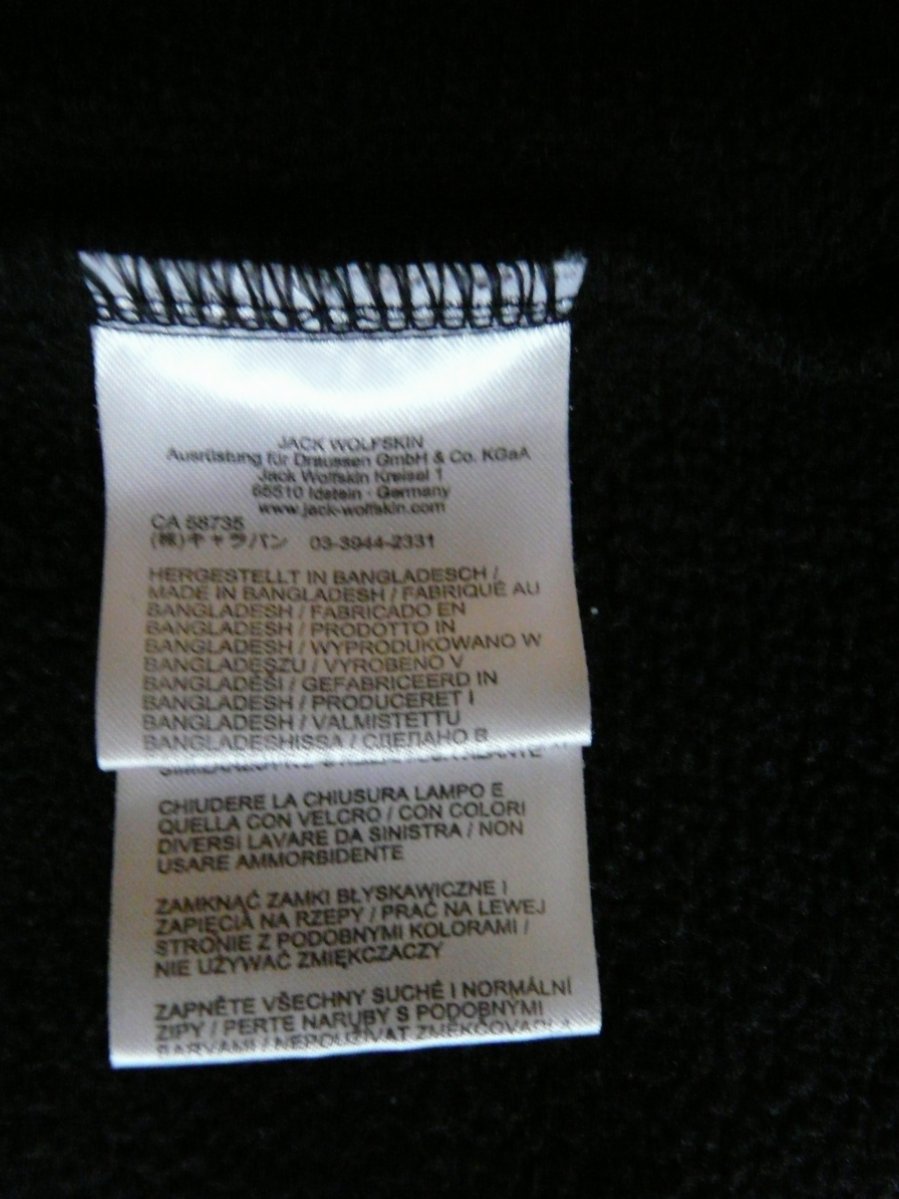 JACK WOLFSKIN
Ausrüstung für Draussen GmbH & Co. KGaA
Jack Wolfskin Kreisel 1
65510 Idstein · Germany
www.jack-wolfskin.com
CA 58735
(株)キャラバン 03-3944-2331
HERGESTELLT IN BANGLADESCH /
MADE IN BANGLADESH / FABRIQUÉ AU
BANGLADESH / FABRICADO EN
BANGLADESH / PRODOTTO IN
BANGLADESH / WYPRODUKOWANO W
BANGLADESZU / VYROBENO V
BANGLADÉŠI / GEFABRICEERD IN
BANGLADESH / PRODUCERET I
BANGLADESH / VALMISTETTU
BANGLADESHISSA / СДЕЛАНО В
CHIUDERE LA CHIUSURA LAMPO E
QUELLA CON VELCRO / CON COLORI
DIVERSI LAVARE DA SINISTRA / NON
USARE AMMORBIDENTE
ZAMKNĄĆ ZAMKI BŁYSKAWICZNE I
ZAPIĘCIA NA RZEPY / PRAĆ NA LEWEJ
STRONIE Z PODOBNYMI KOLORAMI /
NIE UŻYWAĆ ZMIĘKCZACZY
ZAPNĚTE VŠECHNY SUCHÉ I NORMÁLNÍ
ZIPY / PERTE NARUBY S PODOBNÝMI
BARVAMI / NEPOUŽÍVAT ZMĚKČOVADLA